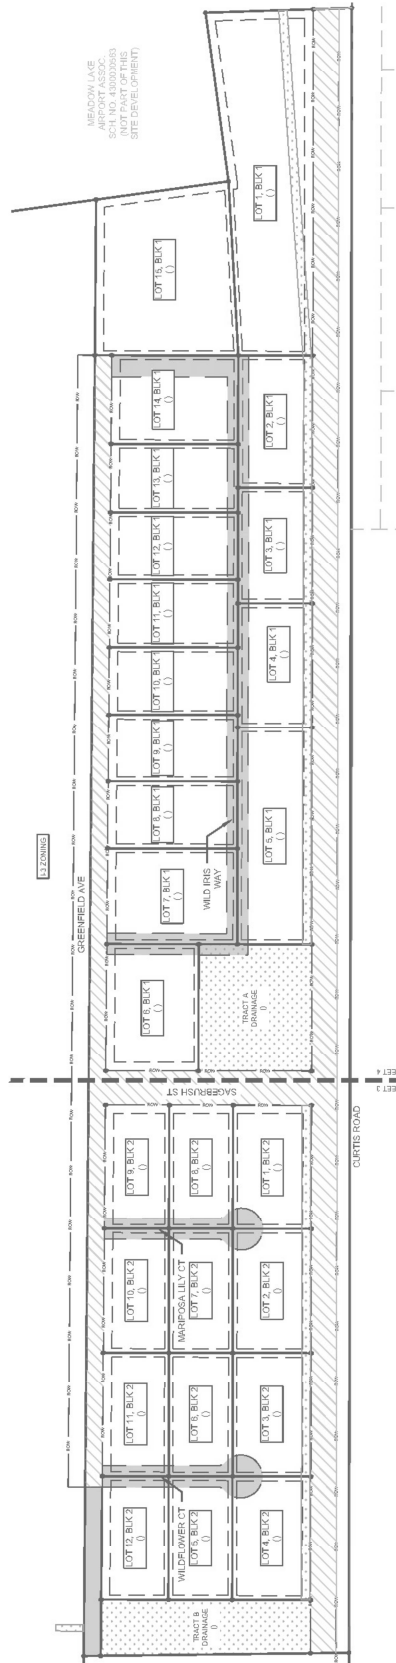 MEADOW LAKE
AIRPORT ASSOC.
(NOT PART OF THIS
SITE DEVELOPMENT)
LOT 1, BLK 1
()
LOT 15, BLK 1
()
LOT 14, BLK 1
()
LOT 2, BLK 1
()
LOT 13, BLK 1
()
LOT 12, BLK 1
()
LOT 3, BLK 1
()
LOT 11, BLK 1
()
LOT 4, BLK 1
()
LOT 10, BLK 1
()
LOT 9, BLK 1
()
LOT 8, BLK 1
()
LOT 5, BLK 1
()
LOT 7, BLK 1
()
WILD IRIS
WAY
I-3 ZONING
GREENFIELD AVE
LOT 6, BLK 1
()
TRACT A
DRAINAGE
()
SAGEBRUSH ST
CURTIS ROAD
LOT 9, BLK 2
()
LOT 8, BLK 2
()
LOT 1, BLK 2
()
MARIPOSA LILY CT
LOT 10, BLK 2
()
LOT 7, BLK 2
()
LOT 2, BLK 2
()
LOT 11, BLK 2
()
LOT 6, BLK 2
()
LOT 3, BLK 2
()
WILDFLOWER CT
LOT 12, BLK 2
()
LOT 5, BLK 2
()
LOT 4, BLK 2
()
TRACT B
DRAINAGE
()
ROW